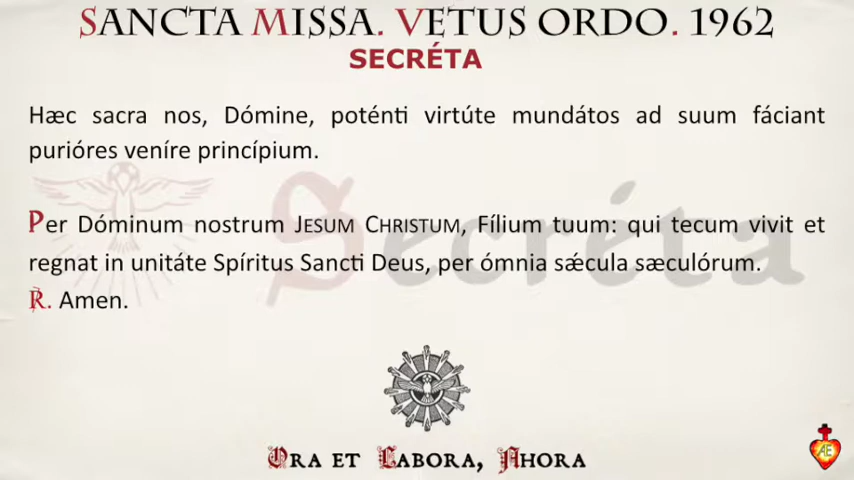 SANCTA MISSA. VETUS ORDO. 1962
SECRÉTA
Hæc sacra nos, Dómine, poténti virtúte mundátos ad suum fáciant
purióres veníre princípium.
Secréta
Per Dóminum nostrum JESUM CHRISTUM, Fílium tuum: qui tecum vivit et
regnat in unitáte Spíritus Sancti Deus, per ómnia sǽcula sæculórum.
℟. Amen.
ORA ET LABORA, AHORA
AE